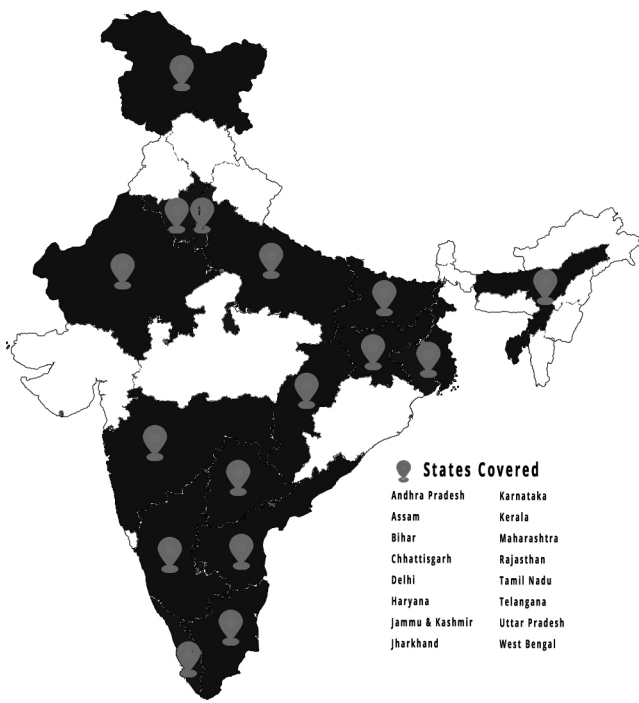 States Covered
Andhra Pradesh
Assam
Bihar
Chhattisgarh
Delhi
Haryana
Jammu & Kashmir
Jharkhand
Karnataka
Kerala
Maharashtra
Rajasthan
Tamil Nadu
Telangana
Uttar Pradesh
West Bengal